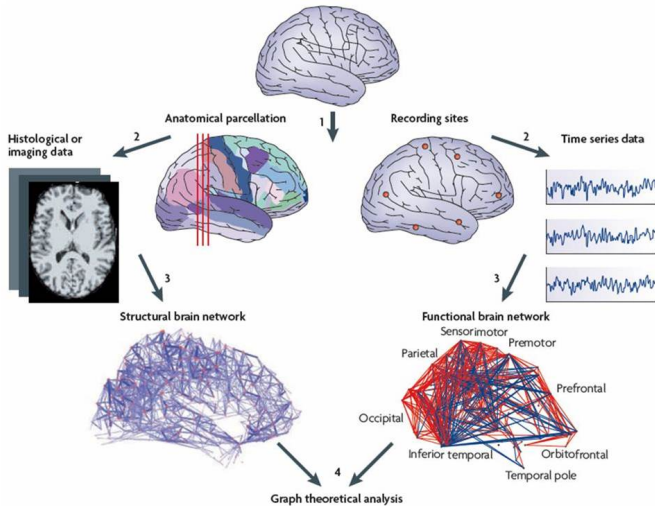 Anatomical parcellation
1
Recording sites
Histological or
imaging data
2
2
Time series data
3
3
Structural brain network
Functional brain network
Sensorimotor
Premotor
Parietal
Prefrontal
Occipital
Inferior temporal
Orbitofrontal
Temporal pole
4
Graph theoretical analysis